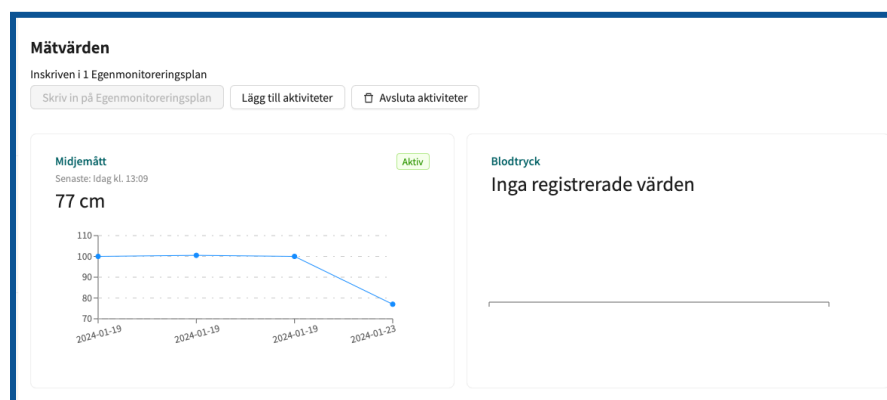 Mätvärden
Inskriven i 1 Egenmonitoreringsplan
Skriv in på Egenmonitoreringsplan
Lägg till aktiviteter
Avsluta aktiviteter
Midjemått
Aktiv
Senaste: Idag kl. 13:09
77 cm
110
100
90
80
70
2024-01-19
2024-01-19
2024-01-19
2024-01-23
Blodtryck
Inga registrerade värden